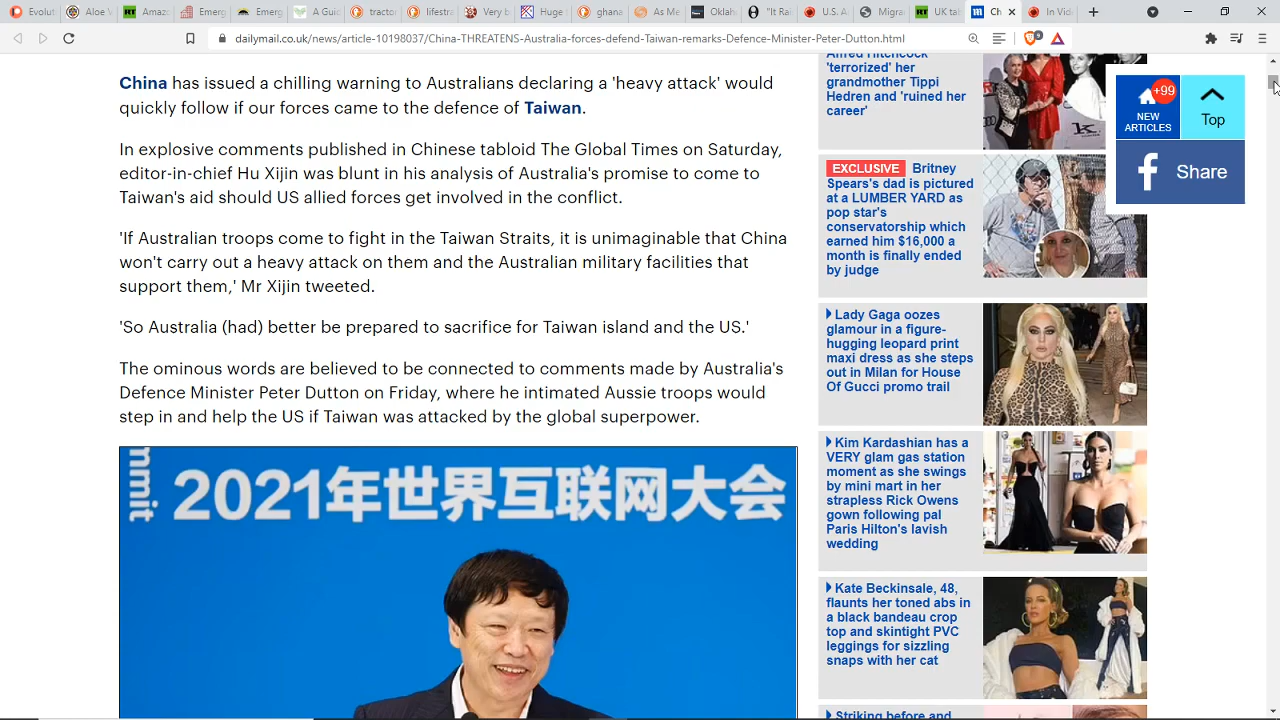 Evolut
Aloe V
Amaz
Emerg
Emerg
A Guid
tracto
Overst
lesbia
Very b
Huge
ghana
As Me
Oklah
"It Rai
US Ju
Migra
In Vid
dailymail.co.uk/news/article-10198037/China-THREATENS-Australia-forces-defend-Taiwan-remarks-Defence-Minister-Peter-Dutton.html
China has issued a chilling warning to Australians declaring a 'heavy attack' would
quickly follow if our forces come to the defence of Taiwan.
In explosive comments published in Chinese tabloid The Global Times on Saturday,
editor-in-chief Hu Xijin was blunt in his analysis of Australia's promise to come to
Taiwan's aid should US allied forces get involved in the conflict.
'If Australian troops come to fight in the Taiwan Straits, it is unimaginable that China
won't carry out a heavy attack on them and the Australian military facilities that
support them,' Mr Xijin tweeted.
'So Australia (had) better be prepared to sacrifice for Taiwan island and the US.'
The ominous words are believed to be connected to comments made by Australia's
Defence Minister Peter Dutton on Friday, where he intimated Aussie troops would
step in and help the US if Taiwan was attacked by the global superpower.
2021年世界互联网大会
Alfred Hitchcock
'terrorized' her
grandmother Tippi
Hedren and 'ruined her
career'
EXCLUSIVE Britney
Spears's dad is pictured
at a LUMBER YARD as
pop star's
conservatorship which
earned him $16,000 a
month is finally ended
by judge
Lady Gaga oozes
glamour in a figure-
hugging leopard print
maxi dress as she steps
out in Milan for House
Of Gucci promo trail
Kim Kardashian has a
VERY glam gas station
moment as she swings
by mini mart in her
strapless Rick Owens
gown following pal
Paris Hilton's lavish
wedding
Kate Beckinsale, 48,
flaunts her toned abs in
a black bandeau crop
top and skintight PVC
leggings for sizzling
snaps with her cat
Striking before and
+99
NEW
ARTICLES
Top
Share